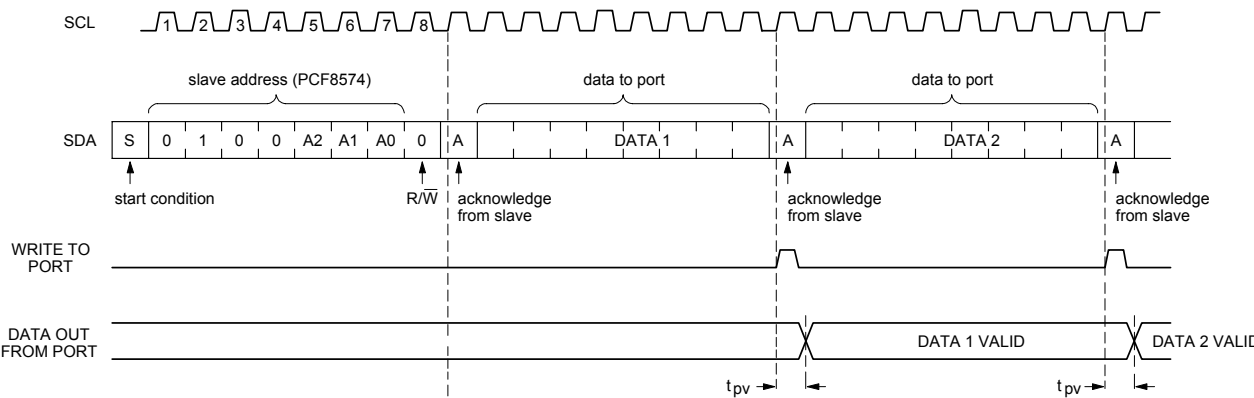 SCL
1 2 3 4 5 6 7 8
slave address (PCF8574) data to port data to port
SDA S 0 1 0 0 A2 A1 A0 0 A DATA 1 A DATA 2 A
start condition R/W̅ acknowledge from slave acknowledge from slave acknowledge from slave
WRITE TO
PORT
DATA OUT
FROM PORT
DATA 1 VALID DATA 2 VALID
tpv tpv